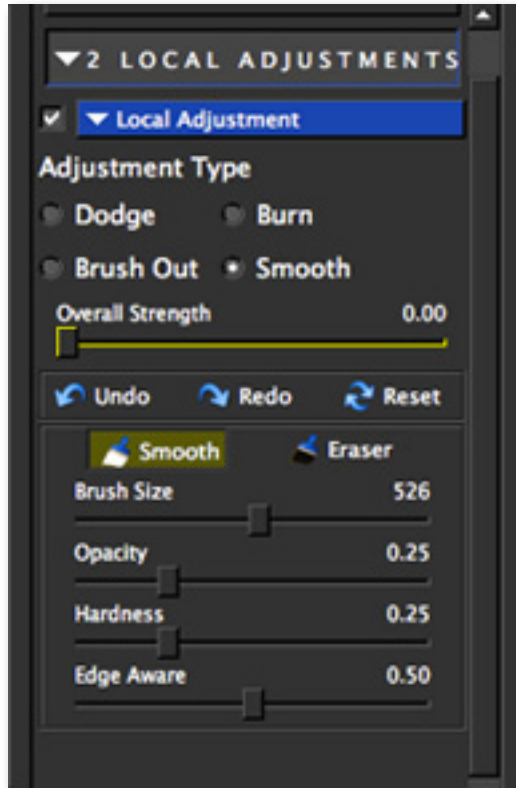 2 LOCAL ADJUSTMENTS
Local Adjustment
Adjustment Type
Dodge Burn
Brush Out Smooth
Overall Strength 0.00
Undo Redo Reset
Smooth Eraser
Brush Size 526
Opacity 0.25
Hardness 0.25
Edge Aware 0.50